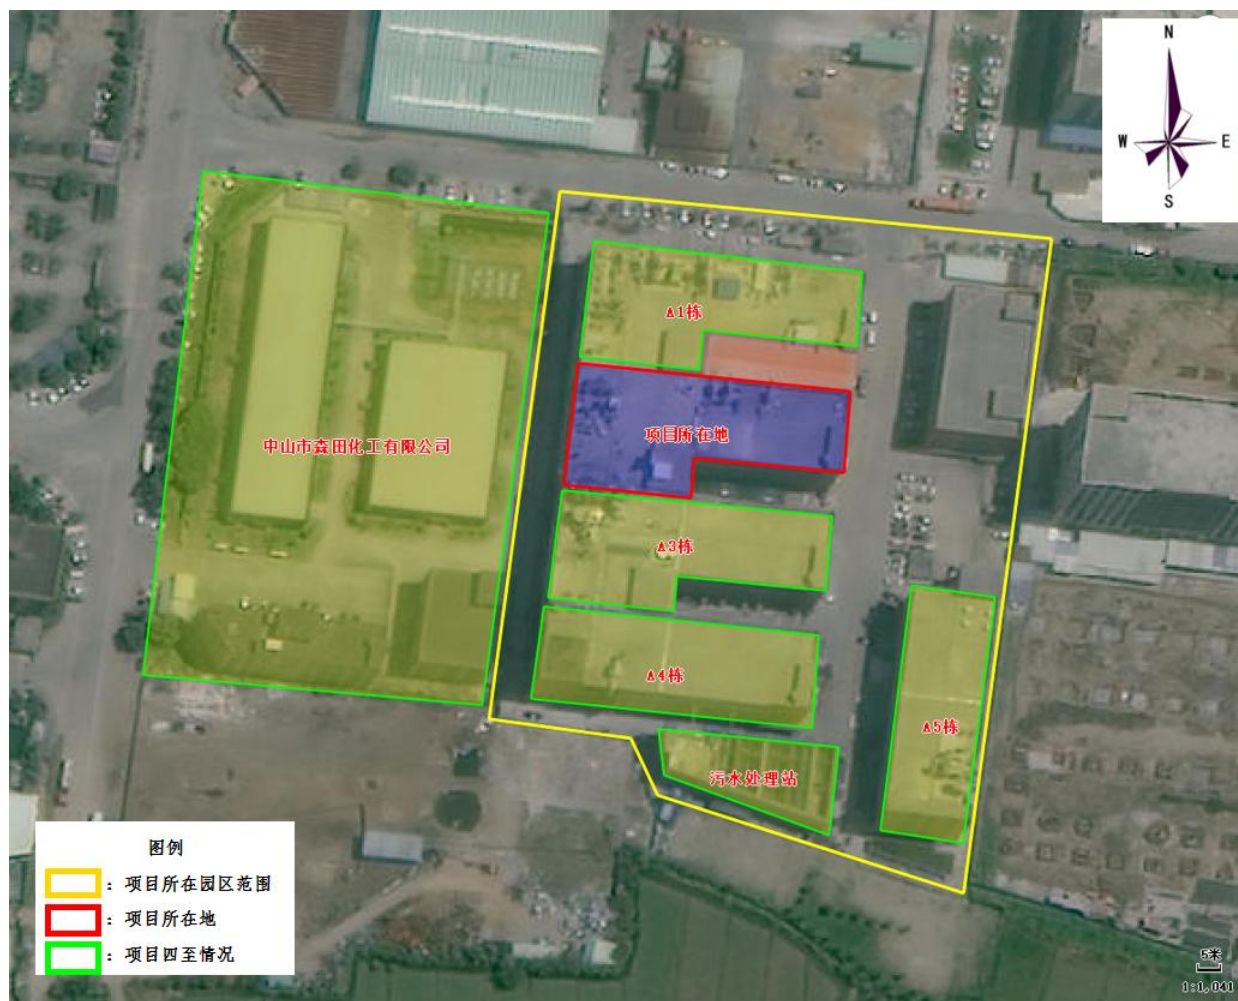 N
W E
S
A1栋
项目所在地
中山市森田化工有限公司
A3栋
A4栋
A5栋
污水处理站
图例
：项目所在园区范围
：项目所在地
：项目四至情况
5米
1:1,041